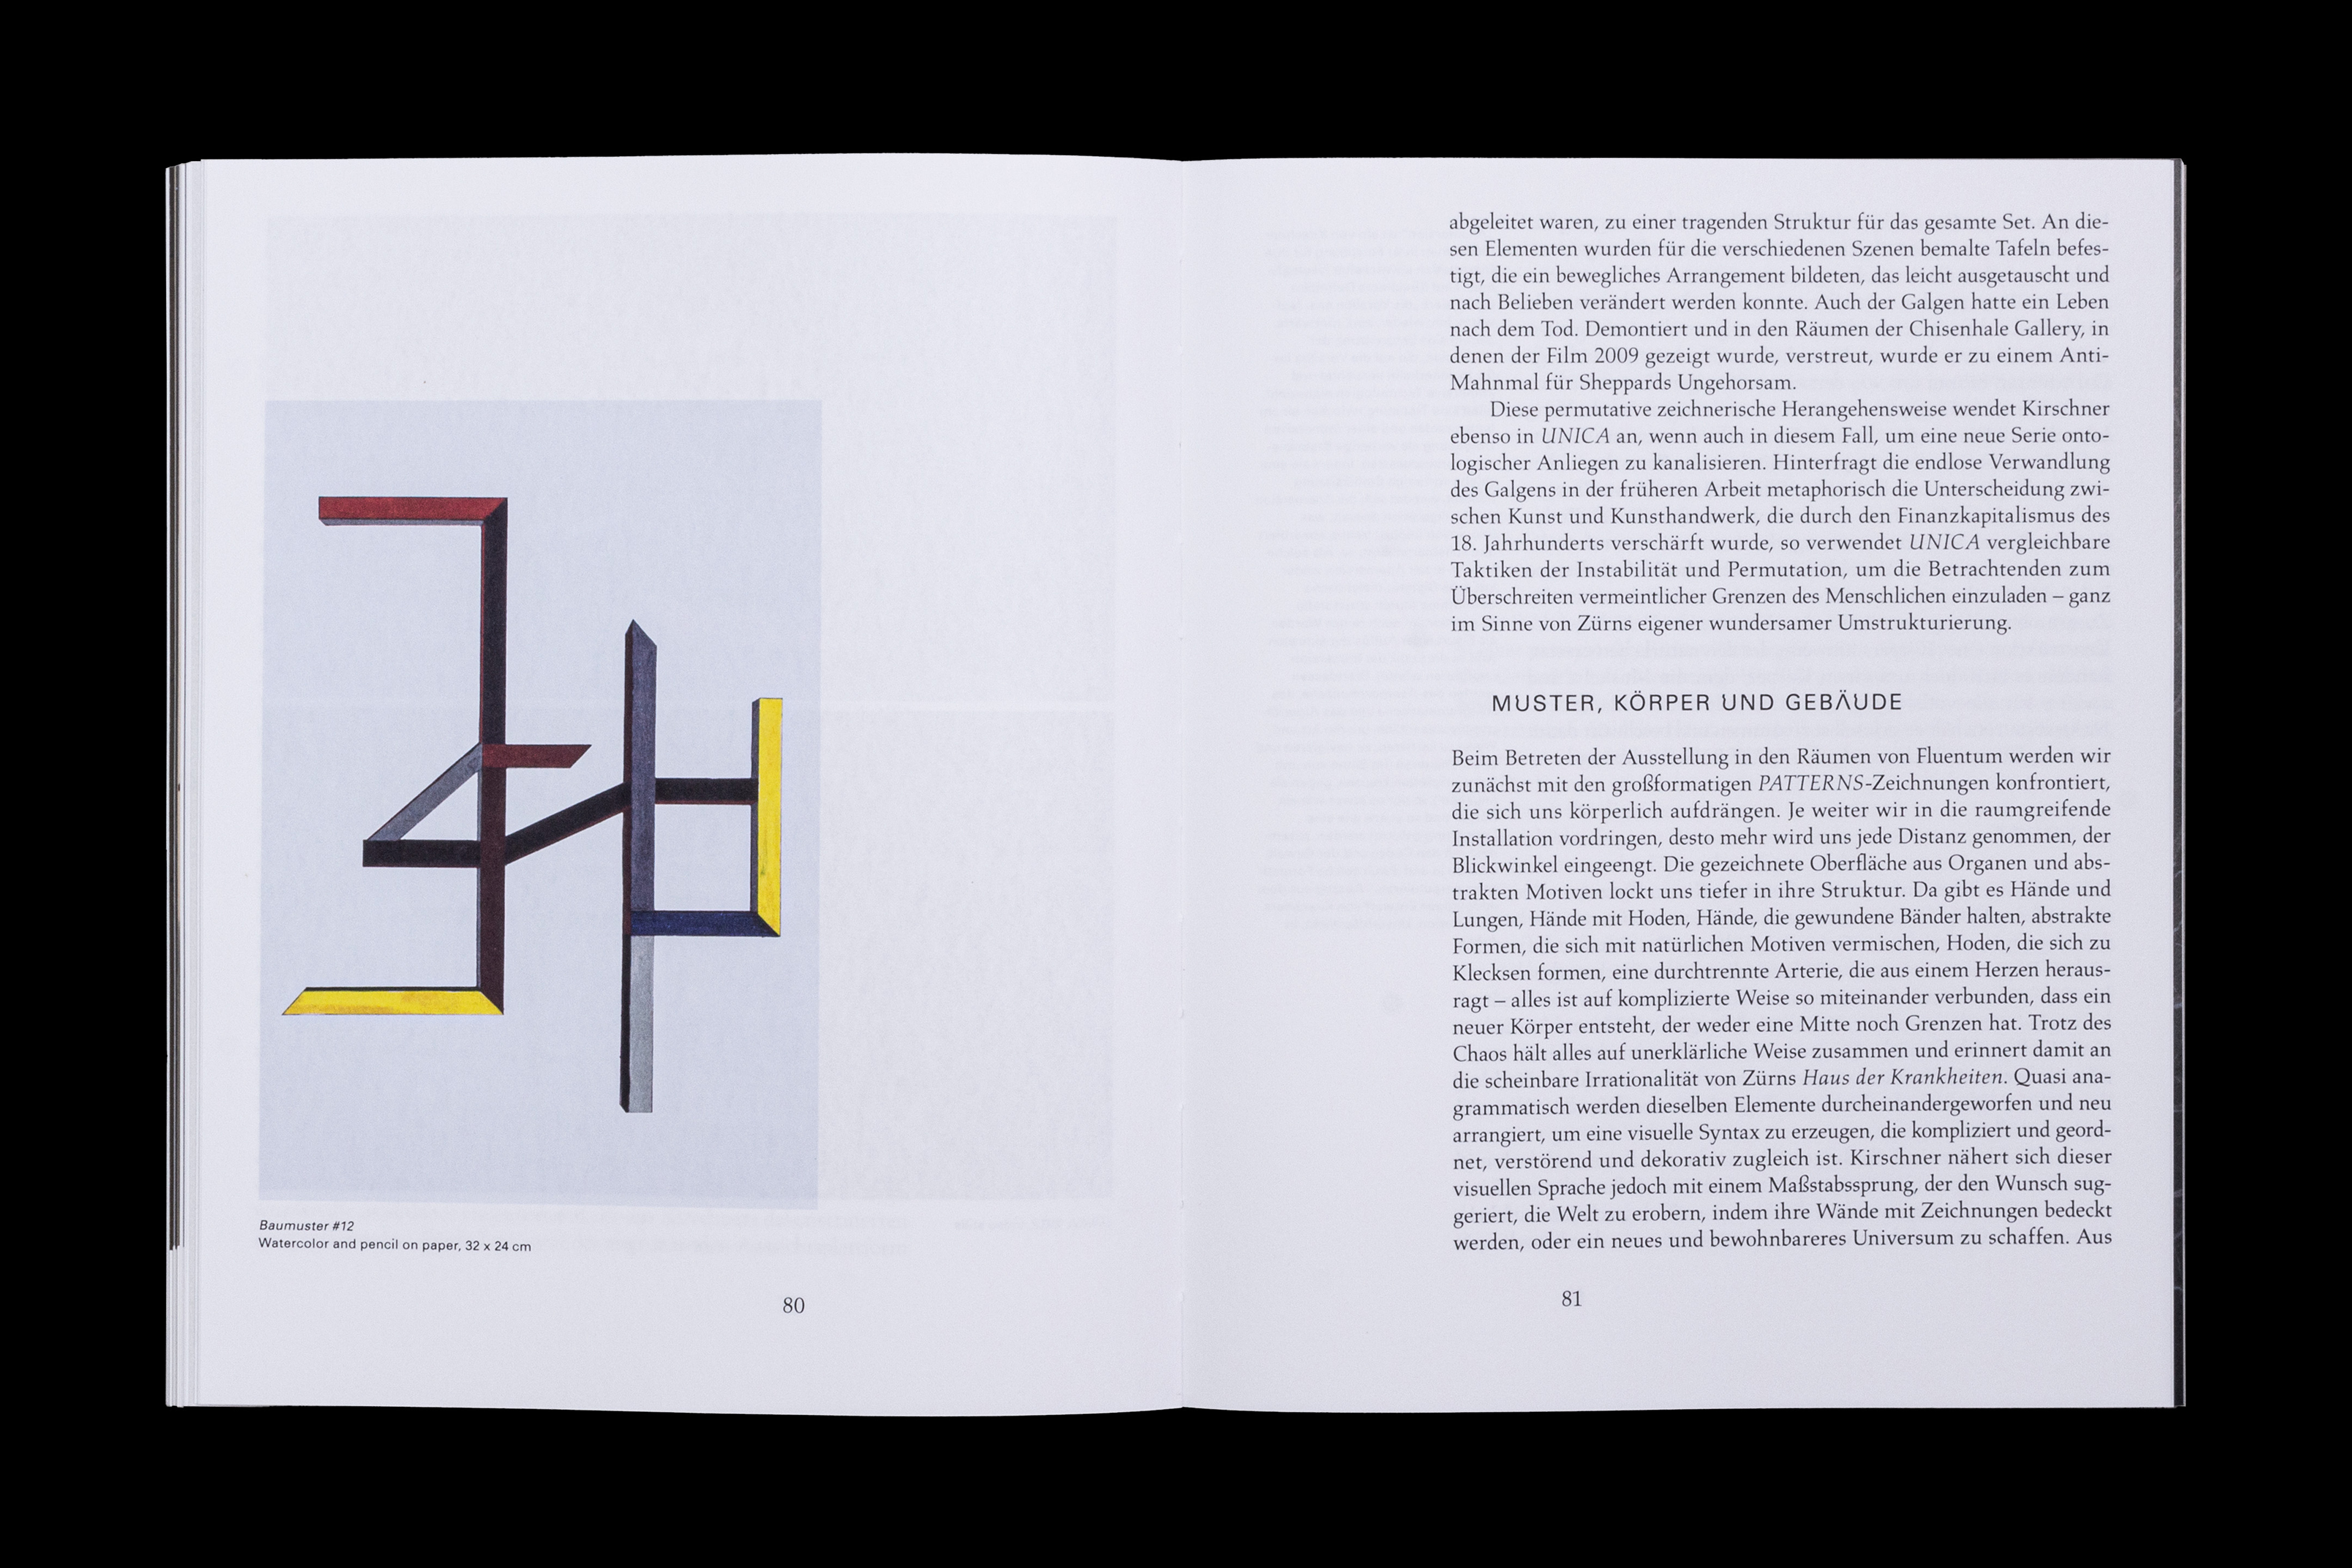 Baumuster #12
Watercolor and pencil on paper, 32 x 24 cm
80
abgeleitet waren, zu einer tragenden Struktur für das gesamte Set. An die-
sen Elementen wurden für die verschiedenen Szenen bemalte Tafeln befes-
tigt, die ein bewegliches Arrangement bildeten, das leicht ausgetauscht und
nach Belieben verändert werden konnte. Auch der Galgen hatte ein Leben
nach dem Tod. Demontiert und in den Räumen der Chisenhale Gallery, in
denen der Film 2009 gezeigt wurde, verstreut, wurde er zu einem Anti-
Mahnmal für Sheppards Ungehorsam.
Diese permutative zeichnerische Herangehensweise wendet Kirschner
ebenso in UNICA an, wenn auch in diesem Fall, um eine neue Serie onto-
logischer Anliegen zu kanalisieren. Hinterfragt die endlose Verwandlung
des Galgens in der früheren Arbeit metaphorisch die Unterscheidung zwi-
schen Kunst und Kunsthandwerk, die durch den Finanzkapitalismus des
18. Jahrhunderts verschärft wurde, so verwendet UNICA vergleichbare
Taktiken der Instabilität und Permutation, um die Betrachtenden zum
Überschreiten vermeintlicher Grenzen des Menschlichen einzuladen – ganz
im Sinne von Zürns eigener wundersamer Umstrukturierung.
MUSTER, KÖRPER UND GEBÄUDE
Beim Betreten der Ausstellung in den Räumen von Fluentum werden wir
zunächst mit den großformatigen PATTERNS-Zeichnungen konfrontiert,
die sich uns körperlich aufdrängen. Je weiter wir in die raumgreifende
Installation vordringen, desto mehr wird uns jede Distanz genommen, der
Blickwinkel eingeengt. Die gezeichnete Oberfläche aus Organen und abs-
trakten Motiven lockt uns tiefer in ihre Struktur. Da gibt es Hände und
Lungen, Hände mit Hoden, Hände, die gewundene Bänder halten, abstrakte
Formen, die sich mit natürlichen Motiven vermischen, Hoden, die sich zu
Klecksen formen, eine durchtrennte Arterie, die aus einem Herzen heraus-
ragt – alles ist auf komplizierte Weise so miteinander verbunden, dass ein
neuer Körper entsteht, der weder eine Mitte noch Grenzen hat. Trotz des
Chaos hält alles auf unerklärliche Weise zusammen und erinnert damit an
die scheinbare Irrationalität von Zürns Haus der Krankheiten. Quasi ana-
grammatisch werden dieselben Elemente durcheinandergeworfen und neu
arrangiert, um eine visuelle Syntax zu erzeugen, die kompliziert und geord-
net, verstörend und dekorativ zugleich ist. Kirschner nähert sich dieser
visuellen Sprache jedoch mit einem Maßstabssprung, der den Wunsch sug-
geriert, die Welt zu erobern, indem ihre Wände mit Zeichnungen bedeckt
werden, oder ein neues und bewohnbareres Universum zu schaffen. Aus
81